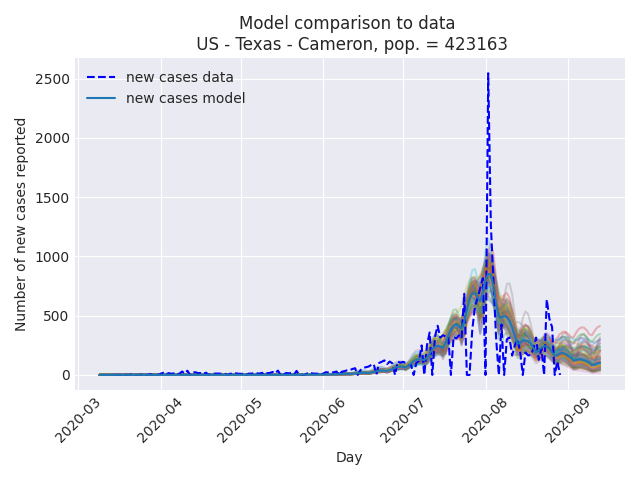 Model comparison to data
US - Texas - Cameron, pop. = 423163
new cases data
new cases model
Number of new cases reported
2500
2000
1500
1000
500
0
2020-03
2020-04
2020-05
2020-06
2020-07
2020-08
2020-09
Day